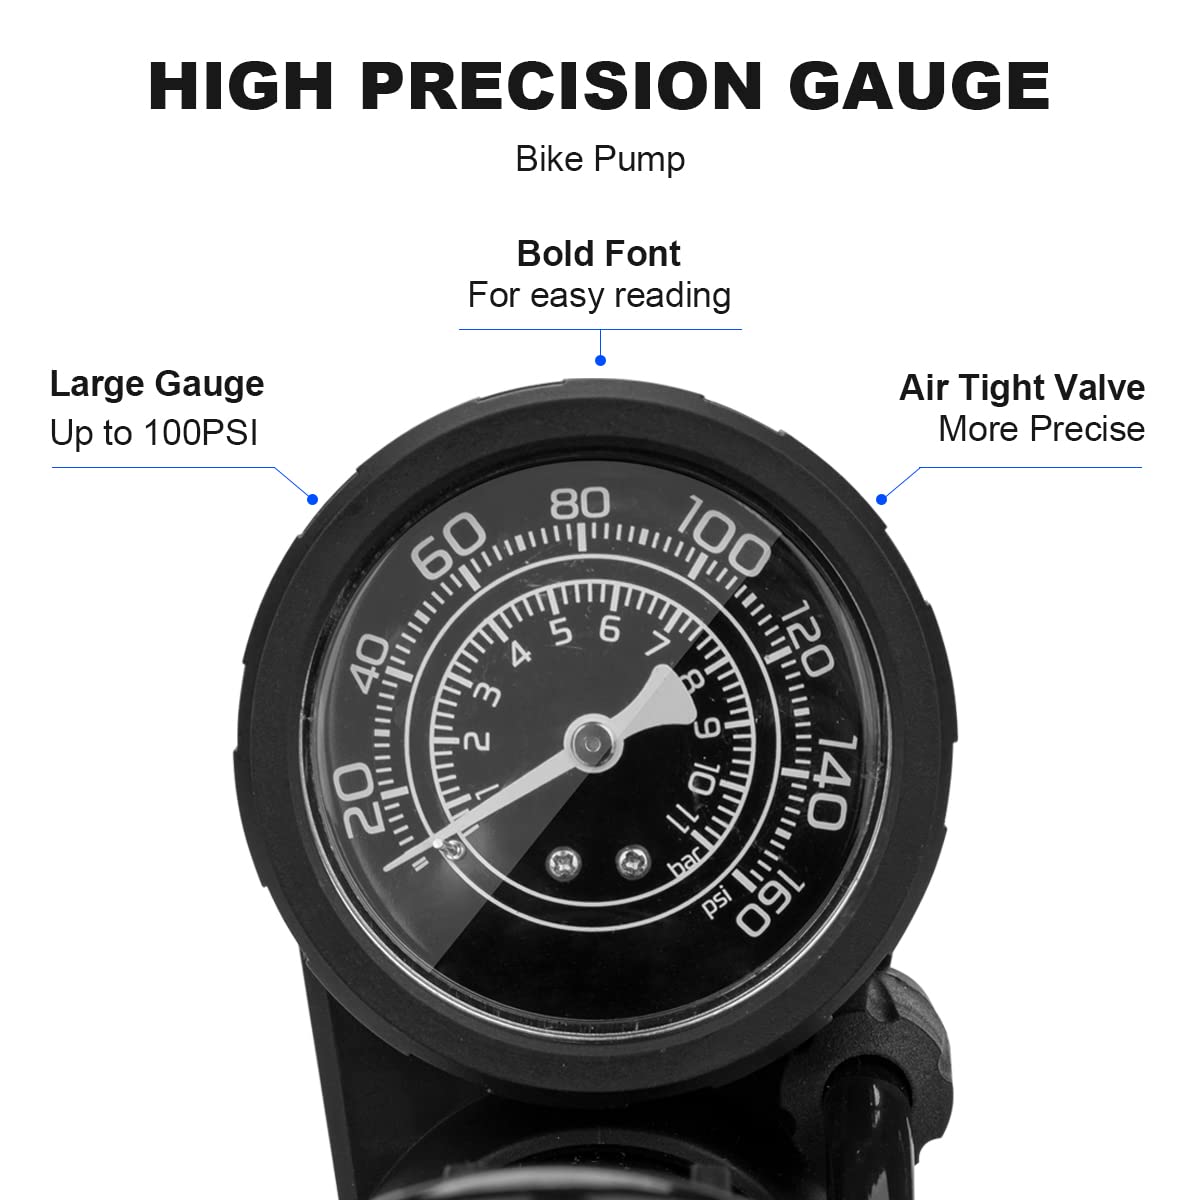 HIGH PRECISION GAUGE
Bike Pump
Bold Font
For easy reading
Large Gauge
Up to 100PSI
Air Tight Valve
More Precise
20
40
60
80
100
120
140
160
psi
1
2
3
4
5
6
7
8
9
10
11
bar